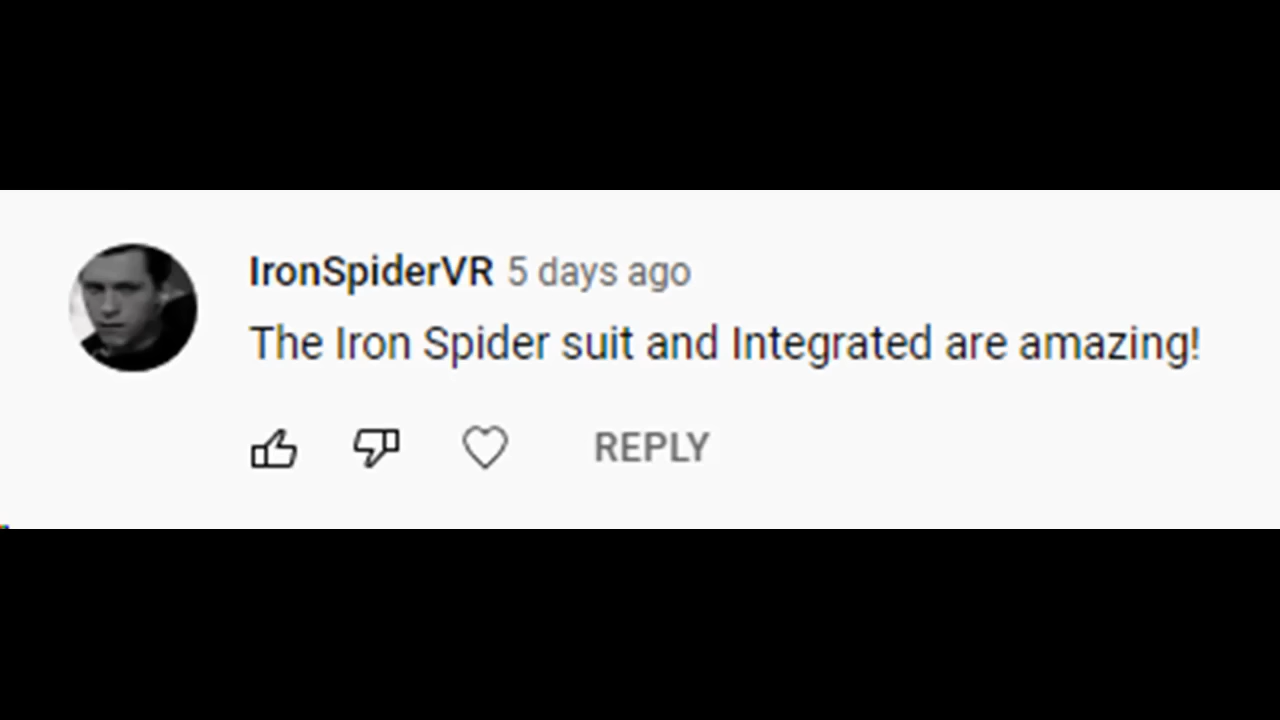 IronSpiderVR 5 days ago
The Iron Spider suit and Integrated are amazing!
REPLY